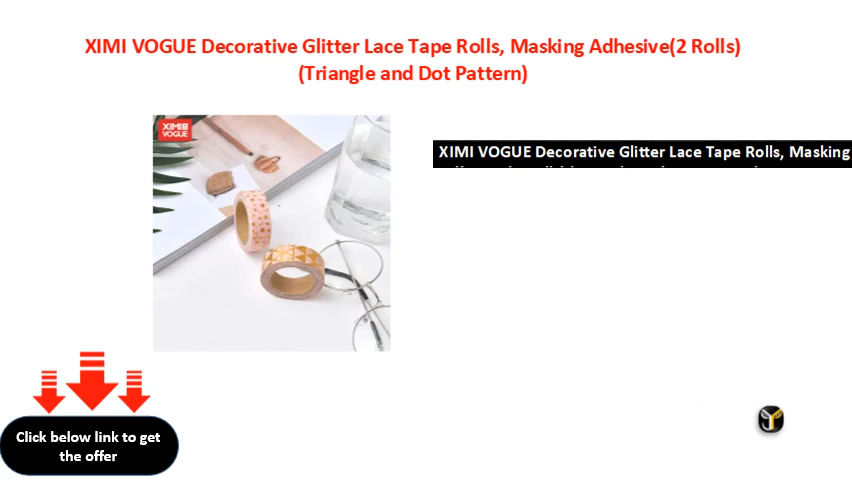 XIMI VOGUE Decorative Glitter Lace Tape Rolls, Masking Adhesive(2 Rolls)
(Triangle and Dot Pattern)
XIMI
VOGUE
XIMI VOGUE Decorative Glitter Lace Tape Rolls, Masking
Click below link to get
the offer